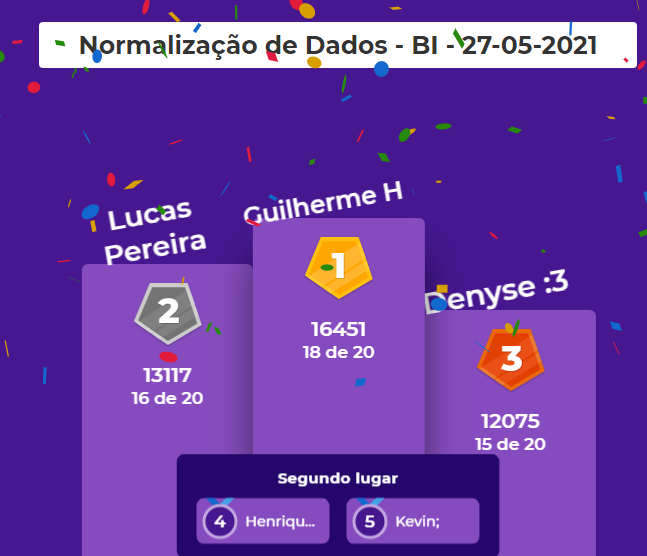 Normalização de Dados - BI - 27-05-2021
Guilherme H
1
16451
18 de 20
Lucas
Pereira
2
13117
16 de 20
Denyse :3
3
12075
15 de 20
Segundo lugar
4 Henriqu...
5 Kevin;